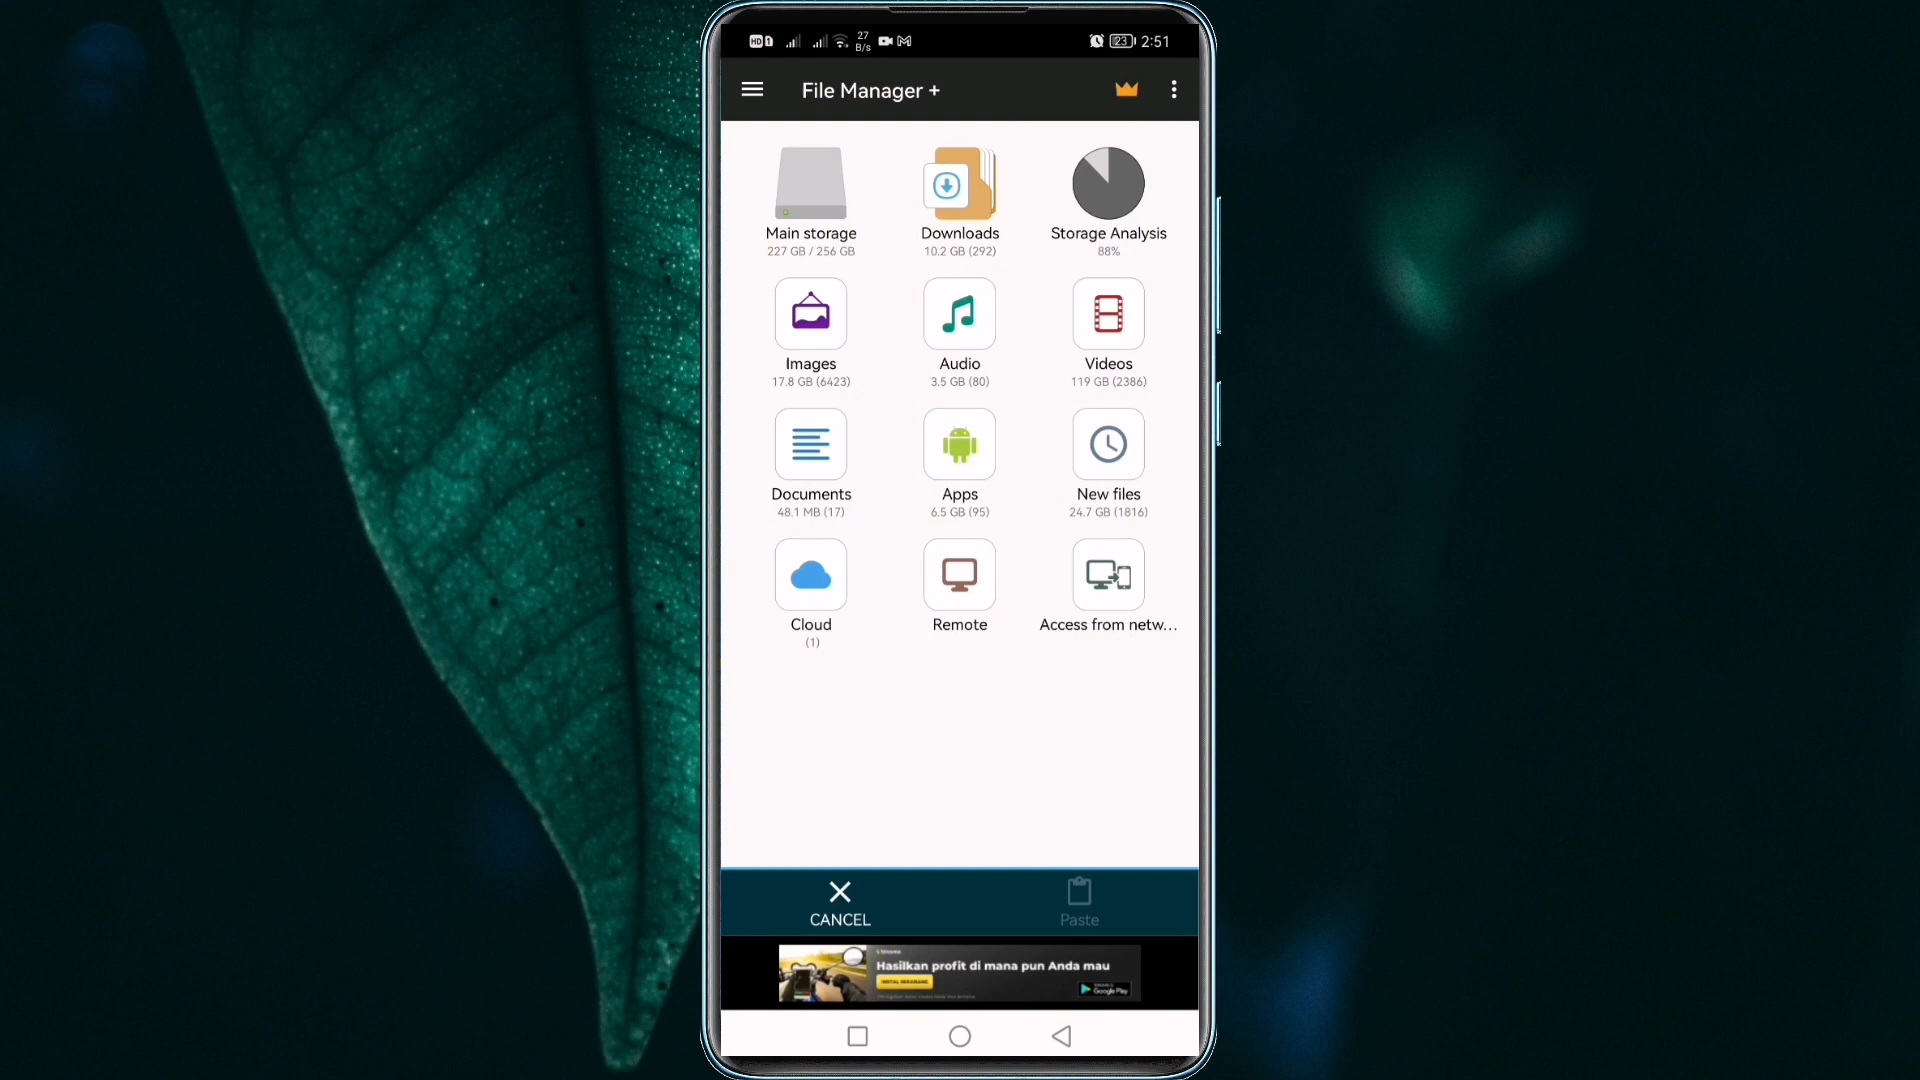 HD 1 27 B/s 23 2:51
File Manager +
Main storage Downloads Storage Analysis
227 GB / 256 GB 10.2 GB (292) 88%
Images Audio Videos
17.8 GB (6423) 3.5 GB (80) 119 GB (2386)
Documents Apps New files
48.1 MB (17) 6.5 GB (95) 24.7 GB (1816)
Cloud Remote Access from netw...
(1)
CANCEL Paste
Hasilkan profit di mana pun Anda mau
Google Play